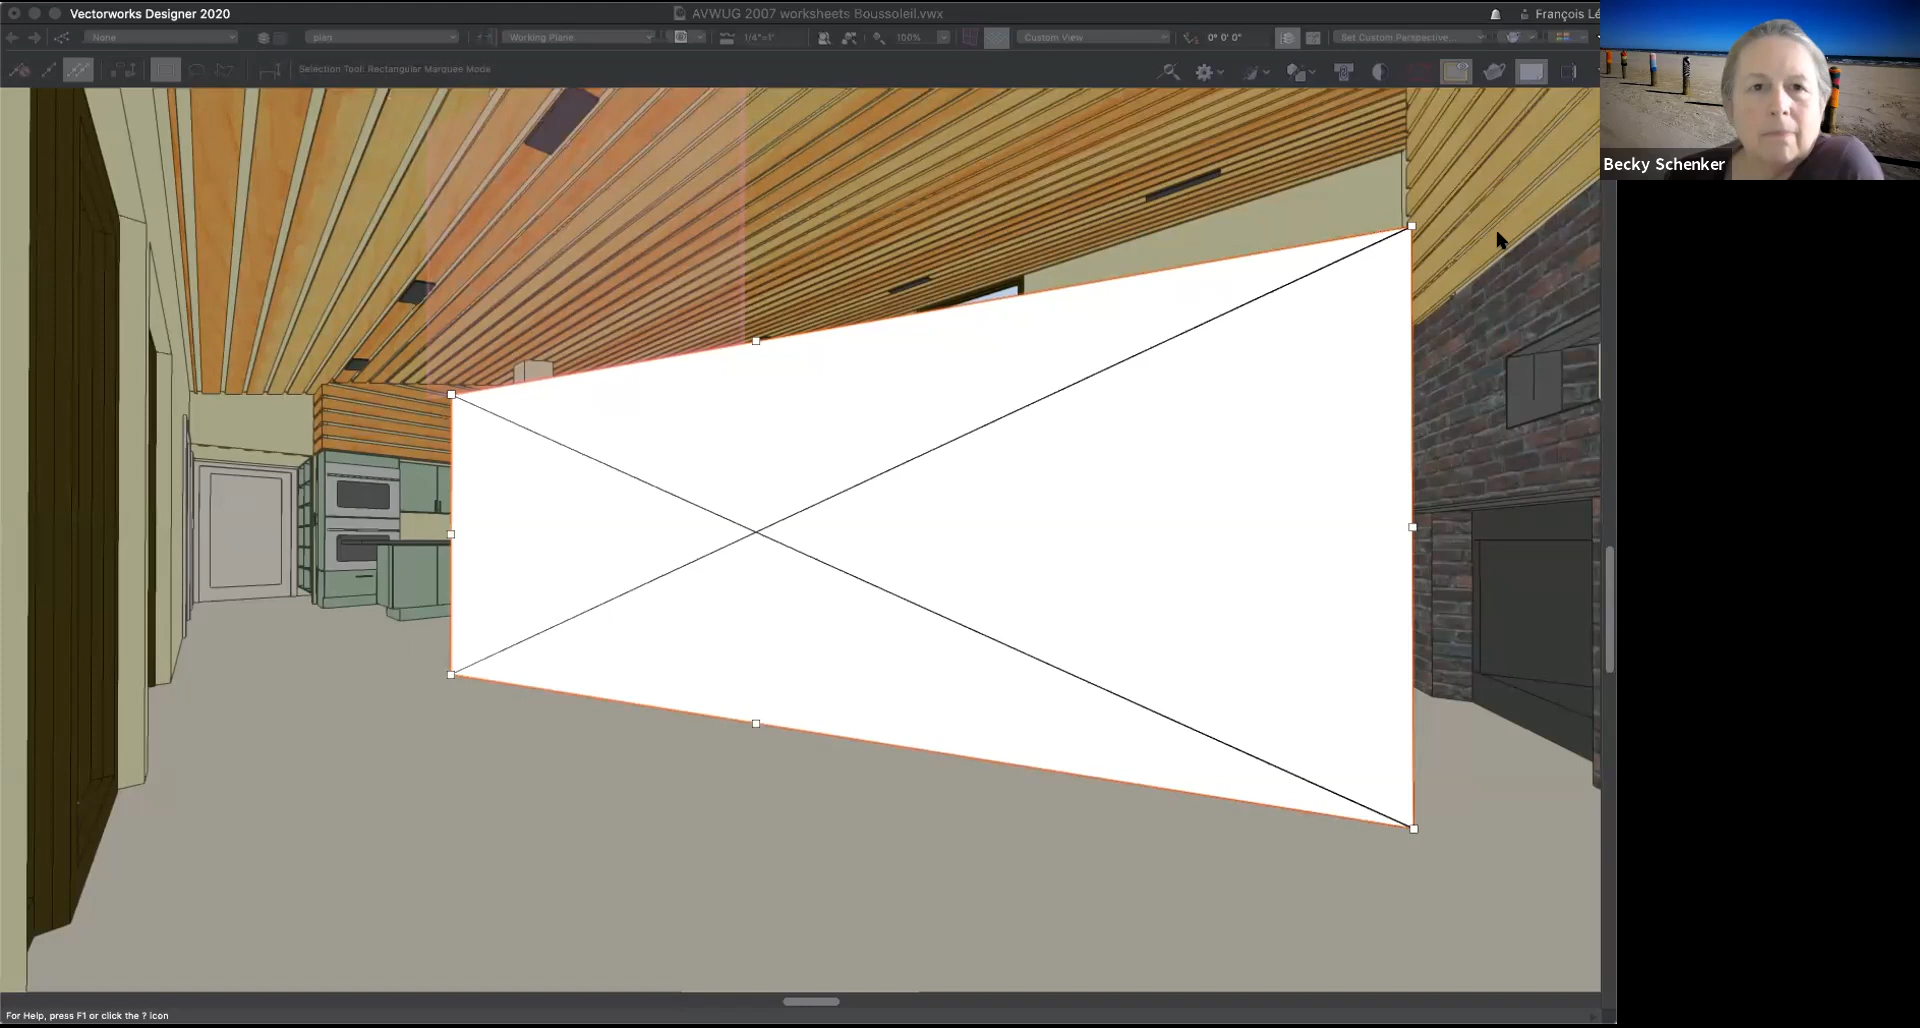 Vectorworks Designer 2020
AVWUG 2007 worksheets Boussoleil.vwx
François Lé
None
plan
Working Plane
1/4"=1'
100%
Custom View
0° 0' 0"
Set Custom Perspective...
Selection Tool: Rectangular Marquee Mode
Becky Schenker
For Help, press F1 or click the ? icon